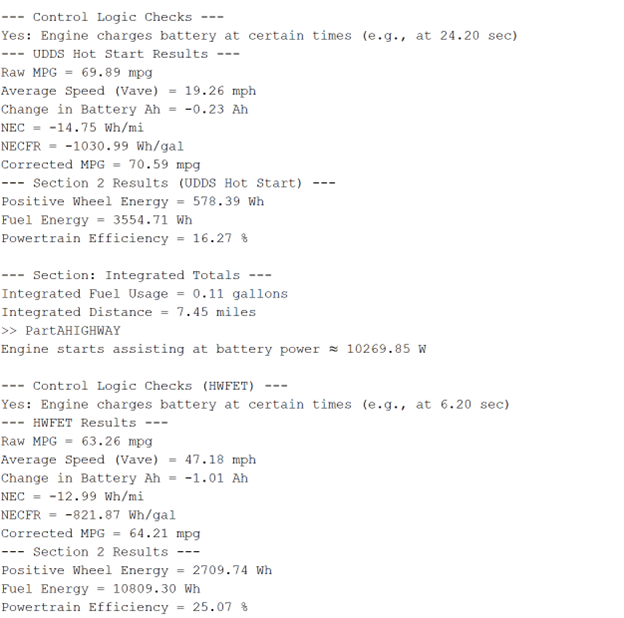 --- Control Logic Checks ---
Yes: Engine charges battery at certain times (e.g., at 24.20 sec)
--- UDDS Hot Start Results ---
Raw MPG = 69.89 mpg
Average Speed (Vave) = 19.26 mph
Change in Battery Ah = -0.23 Ah
NEC = -14.75 Wh/mi
NECFR = -1030.99 Wh/gal
Corrected MPG = 70.59 mpg
--- Section 2 Results (UDDS Hot Start) ---
Positive Wheel Energy = 578.39 Wh
Fuel Energy = 3554.71 Wh
Powertrain Efficiency = 16.27 %
--- Section: Integrated Totals ---
Integrated Fuel Usage = 0.11 gallons
Integrated Distance = 7.45 miles
>> PartAHIGHWAY
Engine starts assisting at battery power ≈ 10269.85 W
--- Control Logic Checks (HWFET) ---
Yes: Engine charges battery at certain times (e.g., at 6.20 sec)
--- HWFET Results ---
Raw MPG = 63.26 mpg
Average Speed (Vave) = 47.18 mph
Change in Battery Ah = -1.01 Ah
NEC = -12.99 Wh/mi
NECFR = -821.87 Wh/gal
Corrected MPG = 64.21 mpg
--- Section 2 Results ---
Positive Wheel Energy = 2709.74 Wh
Fuel Energy = 10809.30 Wh
Powertrain Efficiency = 25.07 %